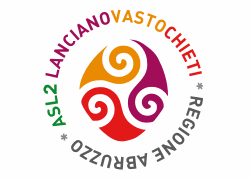 * ASL2 LANCIANOVASTOCHIETI
* REGIONE ABRUZZO